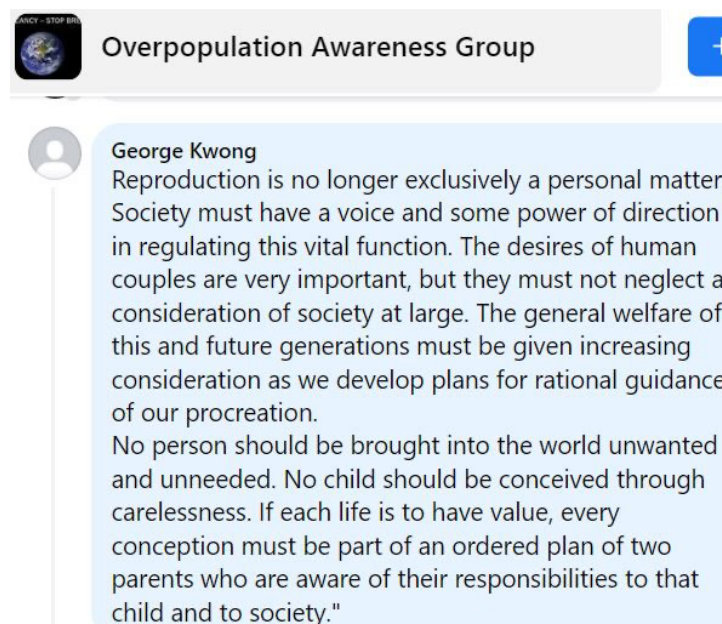 ANCY – STOP BRE
Overpopulation Awareness Group
+
George Kwong
Reproduction is no longer exclusively a personal matter
Society must have a voice and some power of direction
in regulating this vital function. The desires of human
couples are very important, but they must not neglect a
consideration of society at large. The general welfare of
this and future generations must be given increasing
consideration as we develop plans for rational guidance
of our procreation.
No person should be brought into the world unwanted
and unneeded. No child should be conceived through
carelessness. If each life is to have value, every
conception must be part of an ordered plan of two
parents who are aware of their responsibilities to that
child and to society."